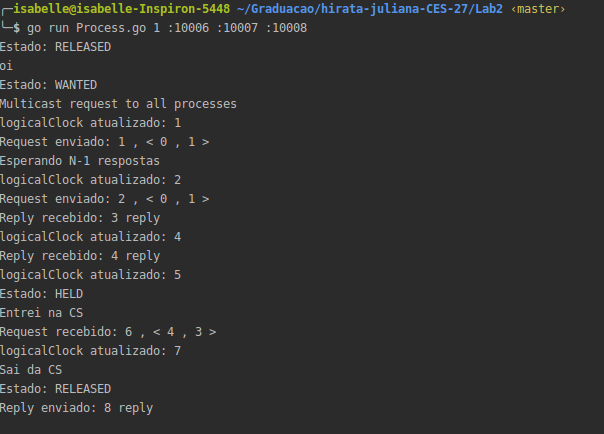 ╭─isabelle@isabelle-Inspiron-5448 ~/Graduacao/hirata-juliana-CES-27/Lab2 ‹master›
╰─$ go run Process.go 1 :10006 :10007 :10008
Estado: RELEASED
oi
Estado: WANTED
Multicast request to all processes
logicalClock atualizado: 1
Request enviado: 1 , < 0 , 1 >
Esperando N-1 respostas
logicalClock atualizado: 2
Request enviado: 2 , < 0 , 1 >
Reply recebido: 3 reply
logicalClock atualizado: 4
Reply recebido: 4 reply
logicalClock atualizado: 5
Estado: HELD
Entrei na CS
Request recebido: 6 , < 4 , 3 >
logicalClock atualizado: 7
Sai da CS
Estado: RELEASED
Reply enviado: 8 reply